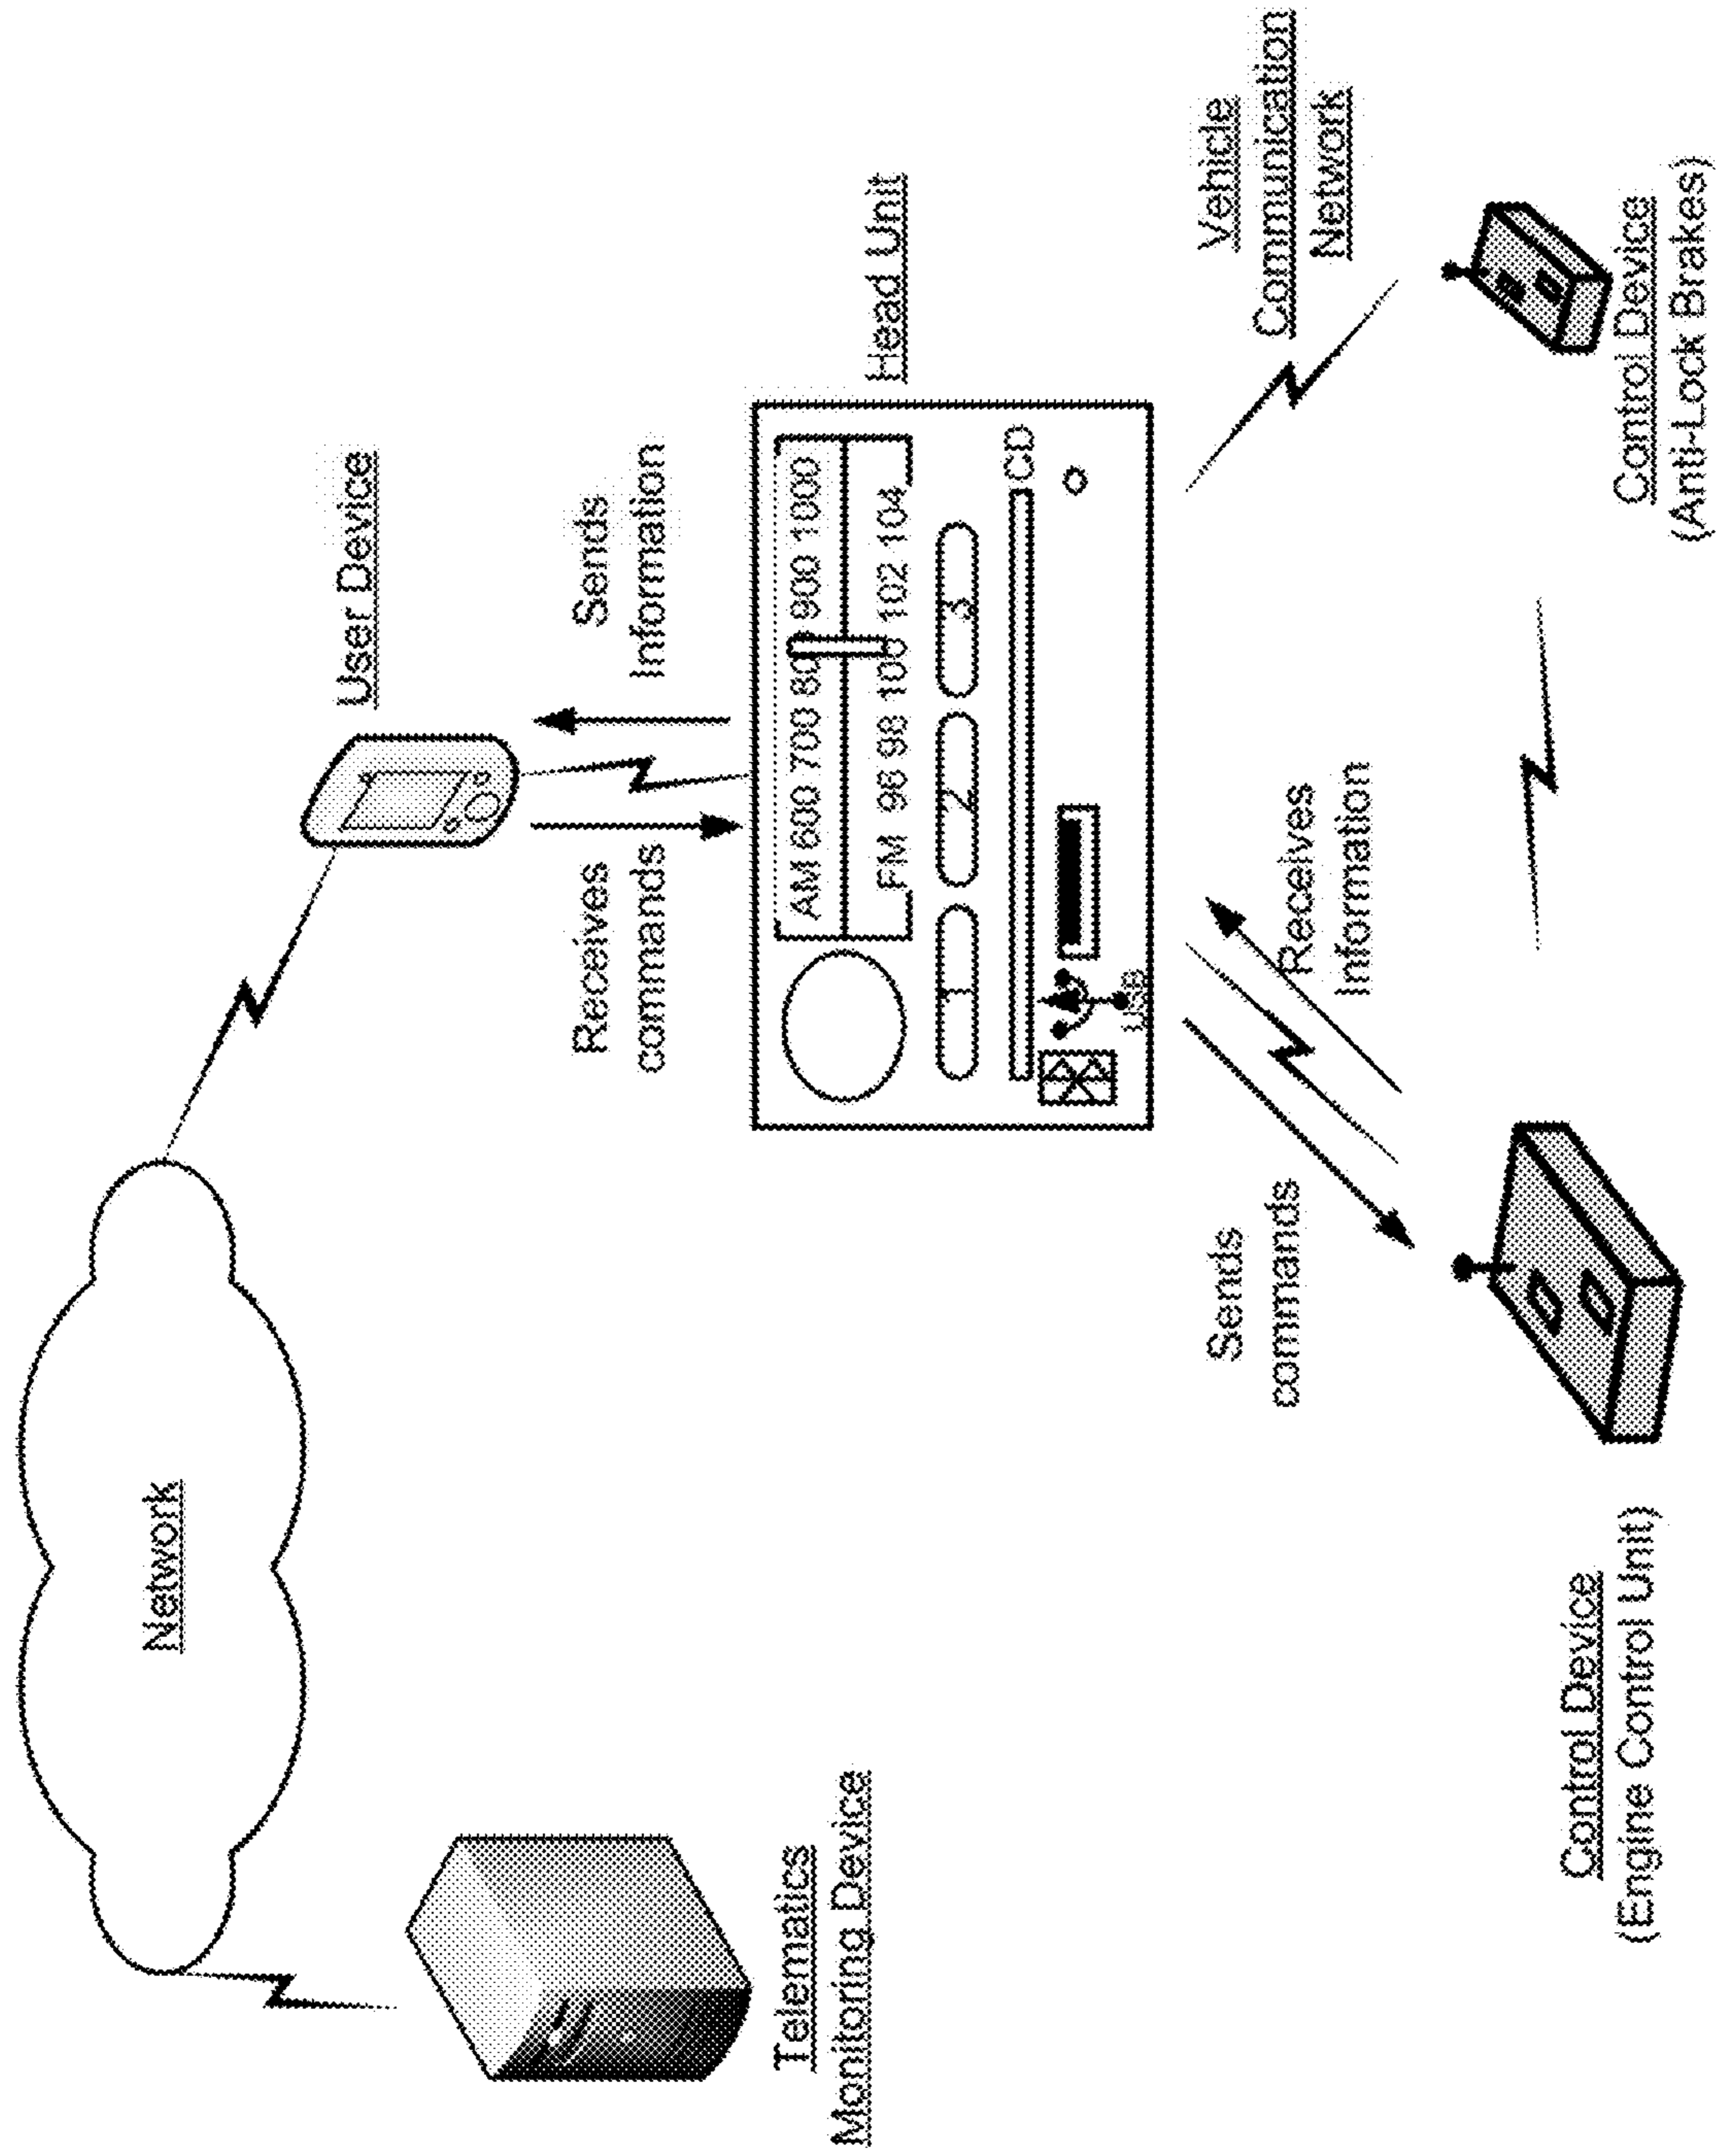 Network
User Device
Receives
commands
Sends
Information
Telematics
Monitoring Device
Head Unit
AM 600 700 80 900 1000
FM 96 98 100 102 104
1
2
3
CD
USB
Sends
commands
Receives
Information
Vehicle
Communication
Network
Control Device
(Engine Control Unit)
Control Device
(Anti-Lock Brakes)